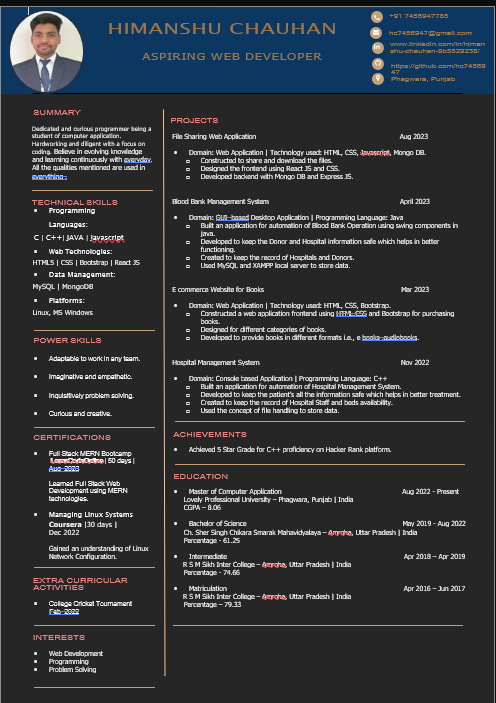 HIMANSHU CHAUHAN
ASPIRING WEB DEVELOPER
+91 7456947785
hc7456947@gmail.com
www.linkedin.com/in/himan
shu-chauhan-9b5829238/
https://github.com/hc74569
47
Phagwara, Punjab
SUMMARY
Dedicated and curious programmer being a
student of computer application.
Hardworking and diligent with a focus on
coding. Believe in evolving knowledge
and learning continuously with everyday.
All the qualities mentioned are used in
everything.
TECHNICAL SKILLS
• Programming
Languages:
C | C++| JAVA | Javascript
• Web Technologies:
HTML5 | CSS | Bootstrap | React JS
• Data Management:
MySQL | MongoDB
• Platforms:
Linux, MS Windows
POWER SKILLS
• Adaptable to work in any team.
• Imaginative and empathetic.
• Inquisitively problem solving.
• Curious and creative.
CERTIFICATIONS
• Full Stack MERN Bootcamp
| 50 days |
Aug 2023
Learned Full Stack Web
Development using MERN
technologies.
• Managing Linux Systems
Coursera |30 days |
Dec 2022
Gained an understanding of Linux
Network Configuration.
EXTRA CURRICULAR
ACTIVITIES
• College Cricket Tournament
Feb 2022
INTERESTS
• Web Development
• Programming
• Problem Solving
PROJECTS
File Sharing Web Application Aug 2023
• Domain: Web Application | Technology used: HTML, CSS, Javascript, Mongo DB.
o Constructed to share and download the files.
o Designed the frontend using React JS and CSS.
o Developed backend with Mongo DB and Express JS.
Blood Bank Management System April 2023
• Domain: GUI-based Desktop Application | Programming Language: Java
o Built an application for automation of Blood Bank Operation using swing components in
java.
o Developed to keep the Donor and Hospital information safe which helps in better
functioning.
o Created to keep the record of Hospitals and Donors.
o Used MySQL and XAMPP local server to store data.
E commerce Website for Books Mar 2023
• Domain: Web Application | Technology used: HTML, CSS, Bootstrap.
o Constructed a web application frontend using HTML CSS and Bootstrap for purchasing
books.
o Designed for different categories of books.
o Developed to provide books in different formats i.e., e books audiobooks.
Hospital Management System Nov 2022
• Domain: Console based Application | Programming Language: C++
o Built an application for automation of Hospital Management System.
o Developed to keep the patient's all the information safe which helps in better treatment.
o Created to keep the record of Hospital Staff and beds availability.
o Used the concept of file handling to store data.
ACHIEVEMENTS
• Achieved 5 Star Grade for C++ proficiency on Hacker Rank platform.
EDUCATION
• Master of Computer Application Aug 2022 - Present
Lovely Professional University – Phagwara, Punjab | India
CGPA – 8.06
• Bachelor of Science May 2019 - Aug 2022
Ch. Sher Singh Chikara Smarak Mahavidyalaya – Amroha, Uttar Pradesh | India
Percentage - 61.25
• Intermediate Apr 2018 – Apr 2019
R S M Sikh Inter College – Amroha, Uttar Pradesh | India
Percentage - 74.66
• Matriculation Apr 2016 – Jun 2017
R S M Sikh Inter College – Amroha, Uttar Pradesh | India
Percentage – 79.33